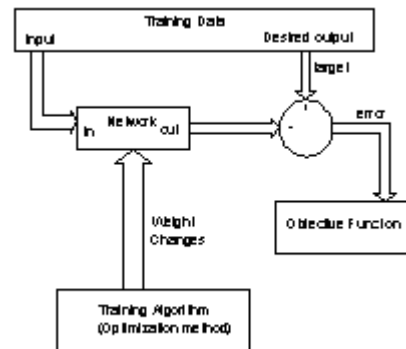 Training Data
Input
Desired output
target
error
Network
in
out
+
-
Weight
Changes
Objective Function
Training Algorithm
(Optimization method)